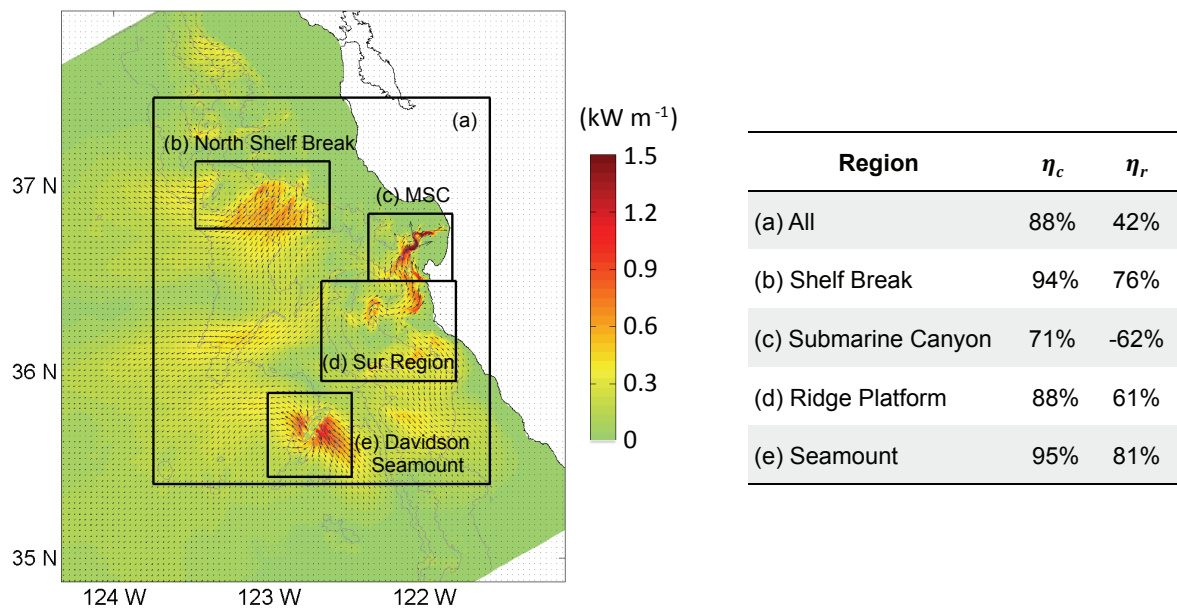 (a)
(b) North Shelf Break
(c) MSC
(d) Sur Region
(e) Davidson
Seamount
37 N
36 N
35 N
124 W
123 W
122 W
(kW m⁻¹)
1.5
1.2
0.9
0.6
0.3
0
Region η_c η_r
(a) All 88% 42%
(b) Shelf Break 94% 76%
(c) Submarine Canyon 71% -62%
(d) Ridge Platform 88% 61%
(e) Seamount 95% 81%